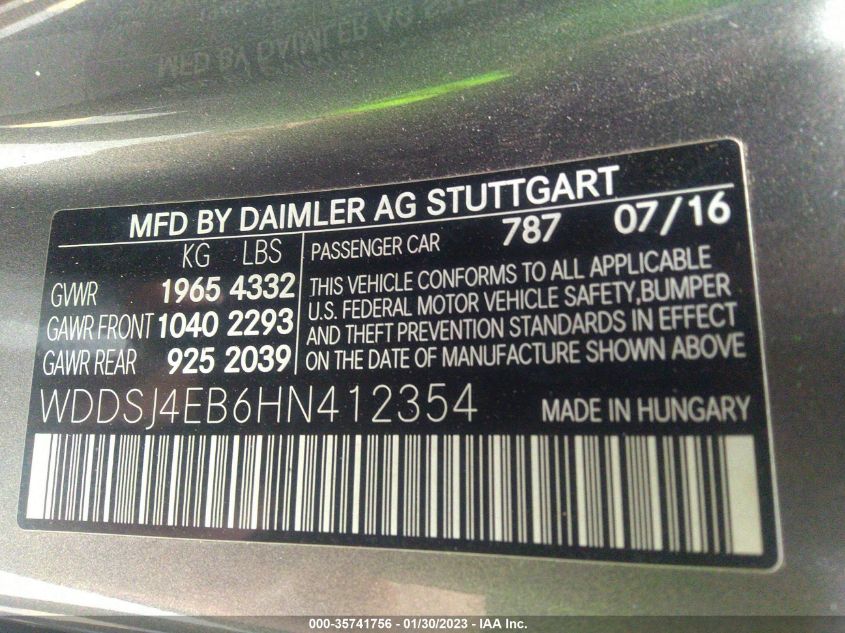 MFD BY DAIMLER AG STUTTGART
KG LBS PASSENGER CAR 787 07/16
GVWR 1965 4332
GAWR FRONT 1040 2293
GAWR REAR 925 2039
THIS VEHICLE CONFORMS TO ALL APPLICABLE
U.S. FEDERAL MOTOR VEHICLE SAFETY,BUMPER
AND THEFT PREVENTION STANDARDS IN EFFECT
ON THE DATE OF MANUFACTURE SHOWN ABOVE
WDDSJ4EB6HN412354 MADE IN HUNGARY
000-35741756 — 01/30/2023 - IAA Inc.